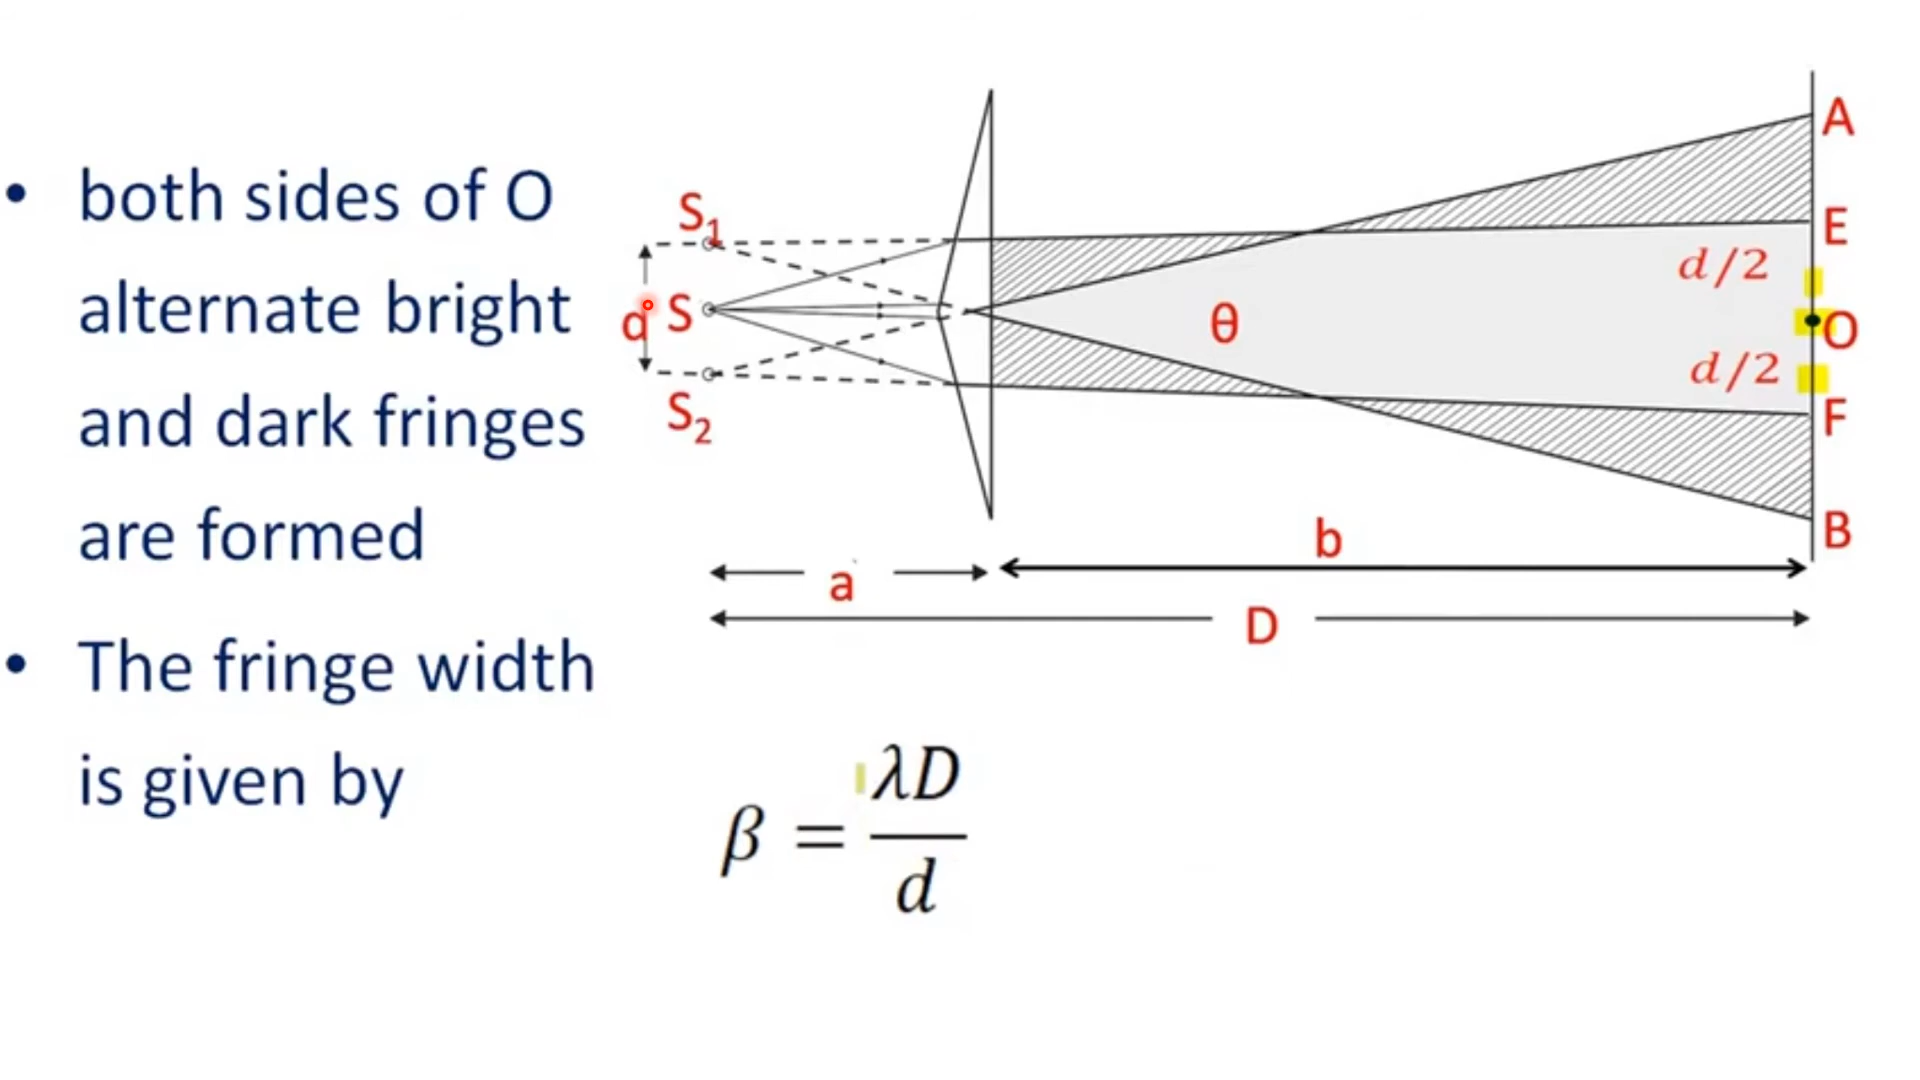 • both sides of O
alternate bright
and dark fringes
are formed
• The fringe width
is given by
β = λD/d
S₁
S
d
S₂
θ
A
E
d/2
O
d/2
F
B
a
b
D